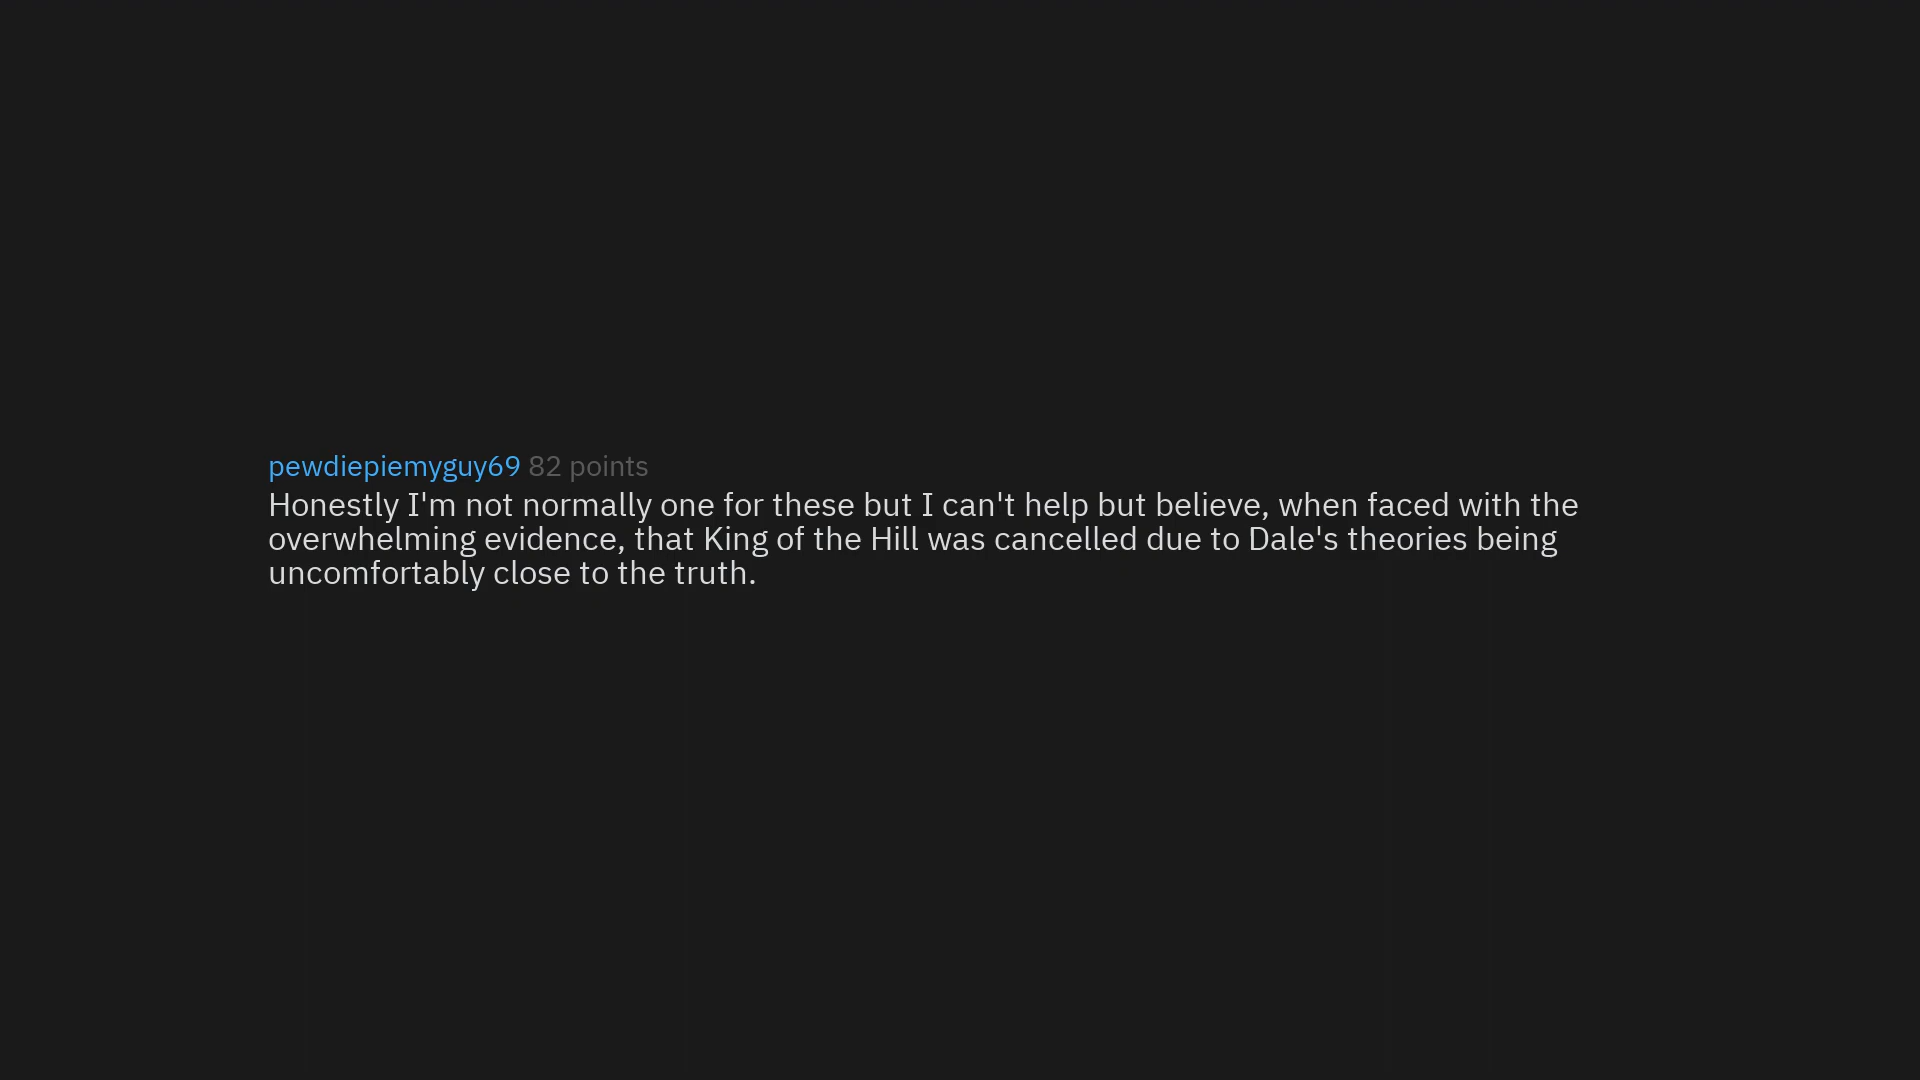 pewdiepiemyguy69 82 points
Honestly I'm not normally one for these but I can't help but believe, when faced with the
overwhelming evidence, that King of the Hill was cancelled due to Dale's theories being
uncomfortably close to the truth.